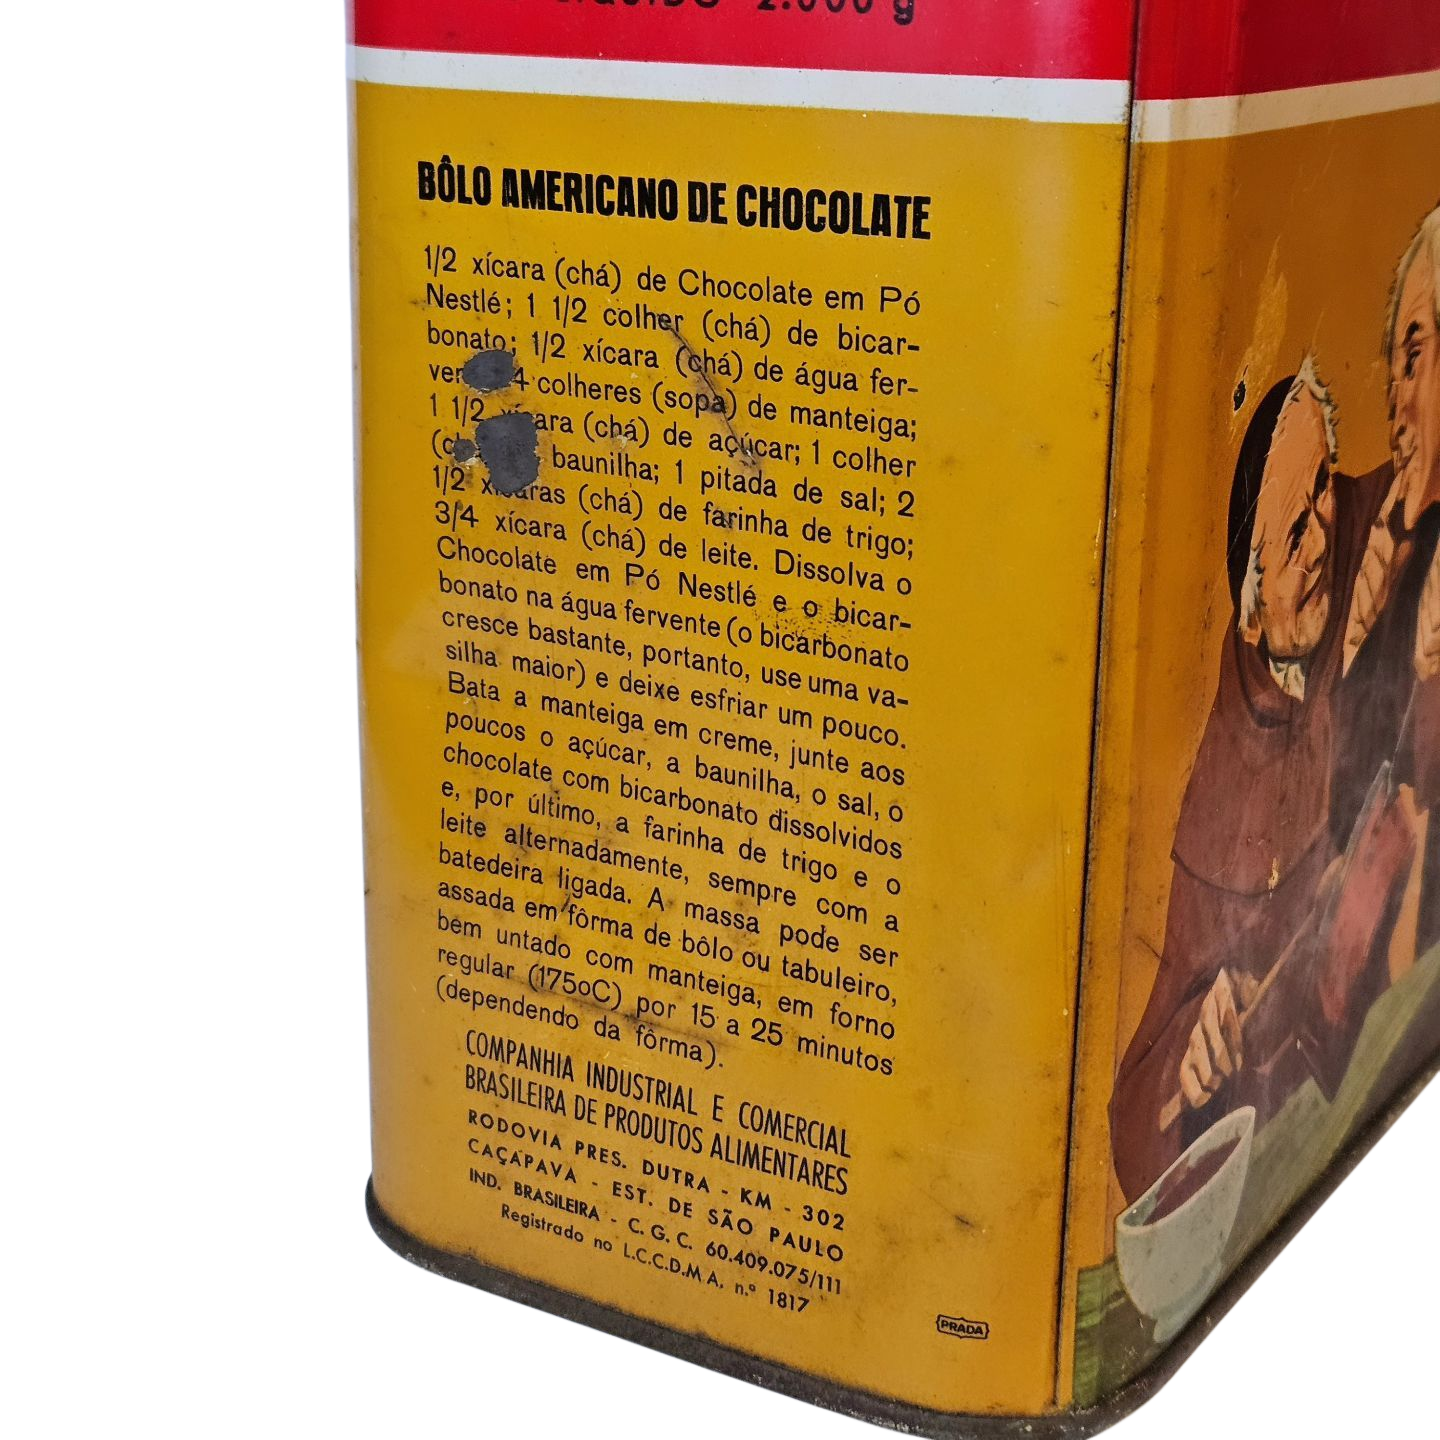 2.000 g
BÔLO AMERICANO DE CHOCOLATE
1/2 xícara (chá) de Chocolate em Pó
Nestlé; 1 1/2 colher (chá) de bicar-
bonato; 1/2 xícara (chá) de água fer-
4 colheres (sopa) de manteiga;
1 1/2 xícara (chá) de açúcar; 1 colher
baunilha; 1 pitada de sal; 2
1/2 xícaras (chá) de farinha de trigo;
3/4 xícara (chá) de leite. Dissolva o
Chocolate em Pó Nestlé e o bicar-
bonato na água fervente (o bicarbonato
cresce bastante, portanto, use uma va-
silha maior) e deixe esfriar um pouco.
Bata a manteiga em creme, junte aos
poucos o açúcar, a baunilha, o sal, o
chocolate com bicarbonato dissolvidos
e, por último, a farinha de trigo e o
leite alternadamente, sempre com a
batedeira ligada. A massa pode ser
assada em fôrma de bôlo ou tabuleiro,
bem untado com manteiga, em forno
regular (175oC) por 15 a 25 minutos
(dependendo da fôrma).
COMPANHIA INDUSTRIAL E COMERCIAL
BRASILEIRA DE PRODUTOS ALIMENTARES
RODOVIA PRES. DUTRA - KM - 302
CAÇAPAVA - EST. DE SÃO PAULO
IND. BRASILEIRA - C. G. C. 60.409.075/111
Registrado no L.C.C.D.M A. n.º 1817
PRADA